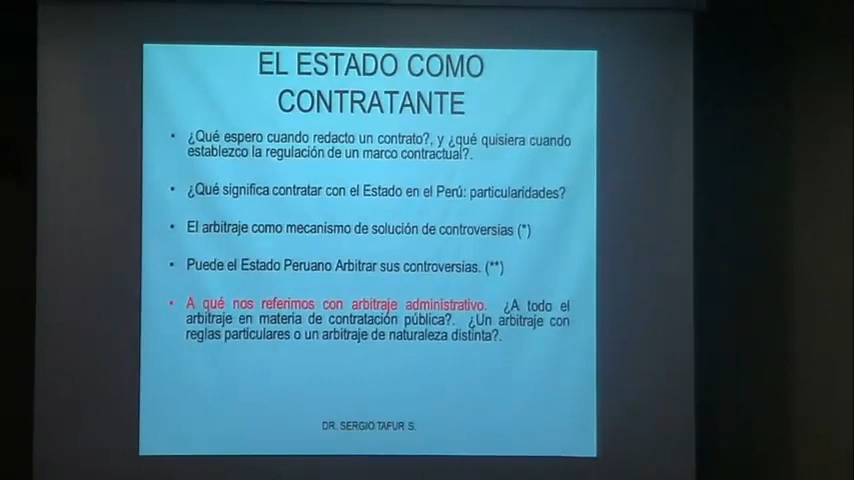 EL ESTADO COMO
CONTRATANTE
• ¿Qué espero cuando redacto un contrato?, y ¿qué quisiera cuando
establezco la regulación de un marco contractual?.
• ¿Qué significa contratar con el Estado en el Perú: particularidades?
• El arbitraje como mecanismo de solución de controversias (*)
• Puede el Estado Peruano Arbitrar sus controversias. (**)
• A qué nos referimos con arbitraje administrativo. ¿A todo el
arbitraje en materia de contratación pública?. ¿Un arbitraje con
reglas particulares o un arbitraje de naturaleza distinta?.
DR. SERGIO TAFUR S.